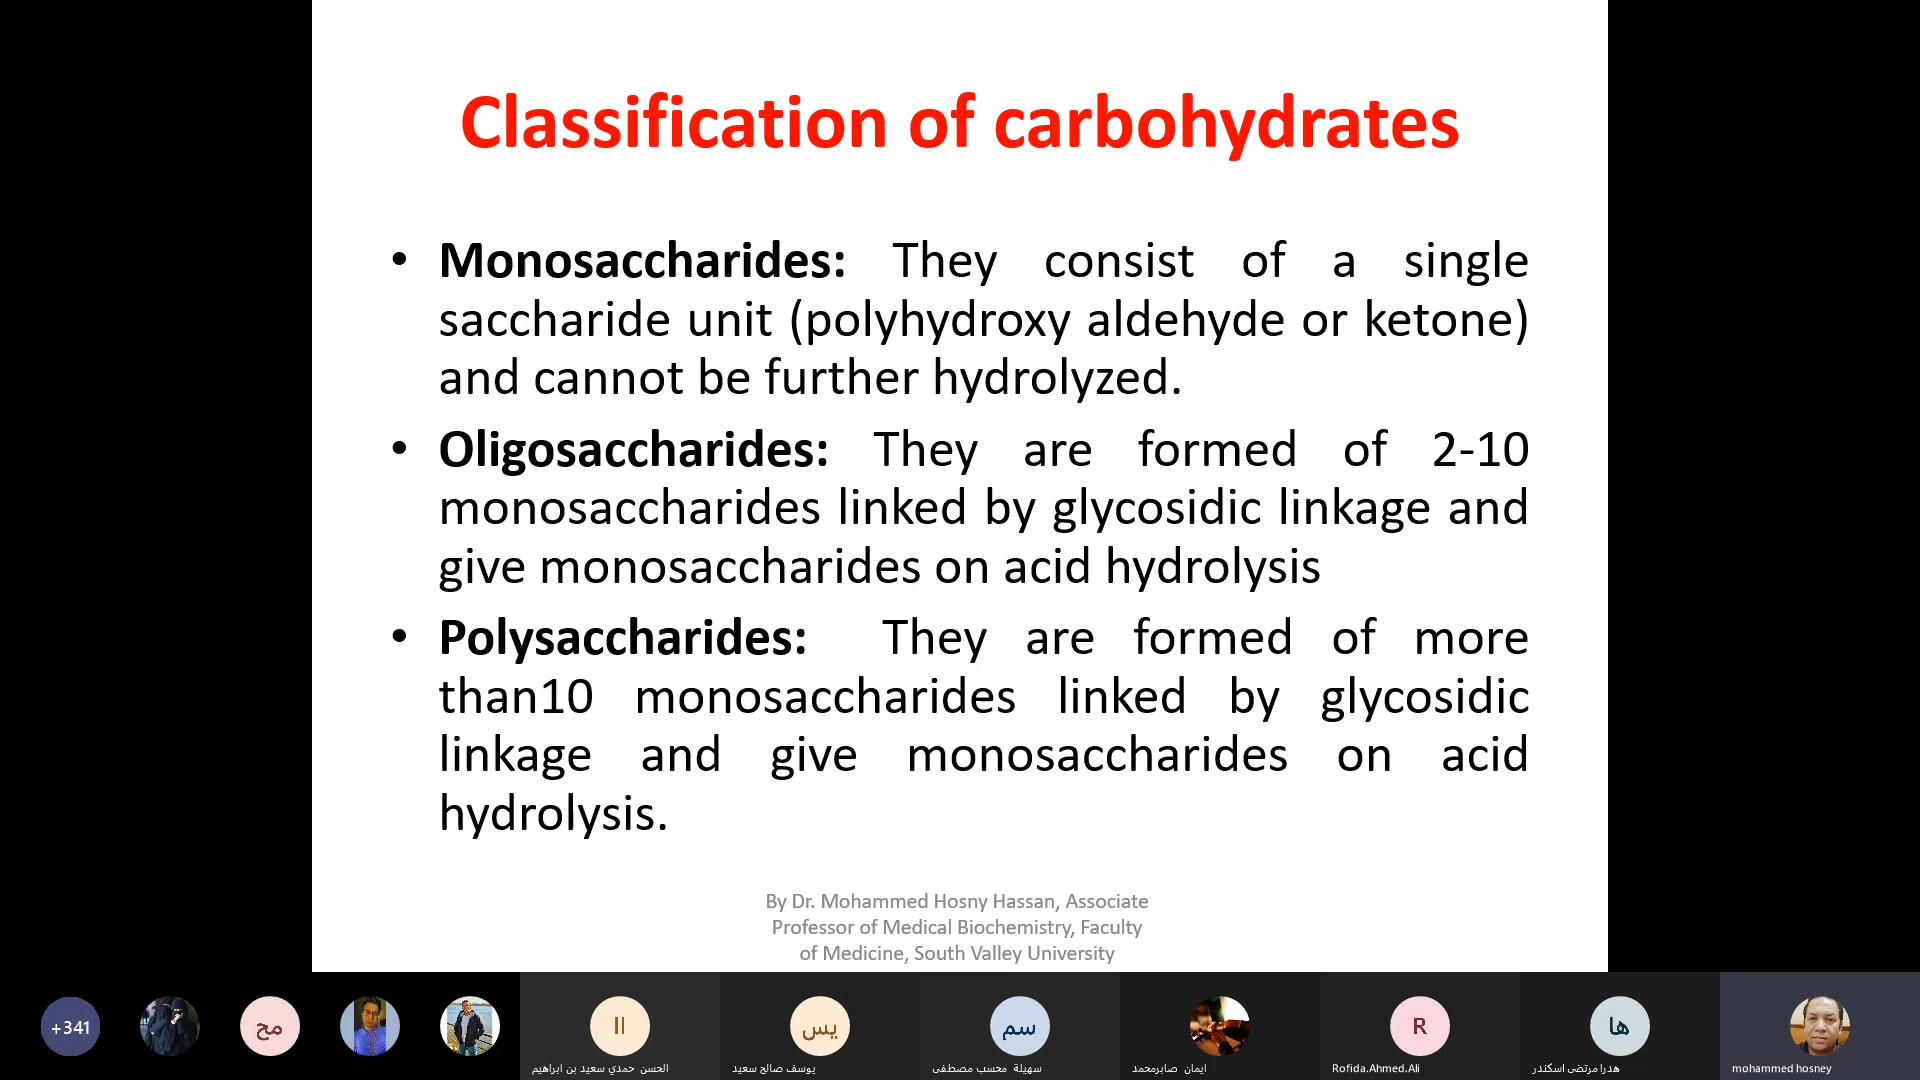 Classification of carbohydrates
• Monosaccharides: They consist of a single
saccharide unit (polyhydroxy aldehyde or ketone)
and cannot be further hydrolyzed.
• Oligosaccharides: They are formed of 2-10
monosaccharides linked by glycosidic linkage and
give monosaccharides on acid hydrolysis
• Polysaccharides: They are formed of more
than10 monosaccharides linked by glycosidic
linkage and give monosaccharides on acid
hydrolysis.
By Dr. Mohammed Hosny Hassan, Associate
Professor of Medical Biochemistry, Faculty
of Medicine, South Valley University
+341
مح
اا
يس
سم
R
ها
الحسن حمدي سعيد بن ابراهيم
يوسف صالح سعيد
سهيلة محسب مصطفى
ايمان صابرمحمد
Rofida.Ahmed.Ali
هدرا مرتضى اسكندر
mohammed hosney